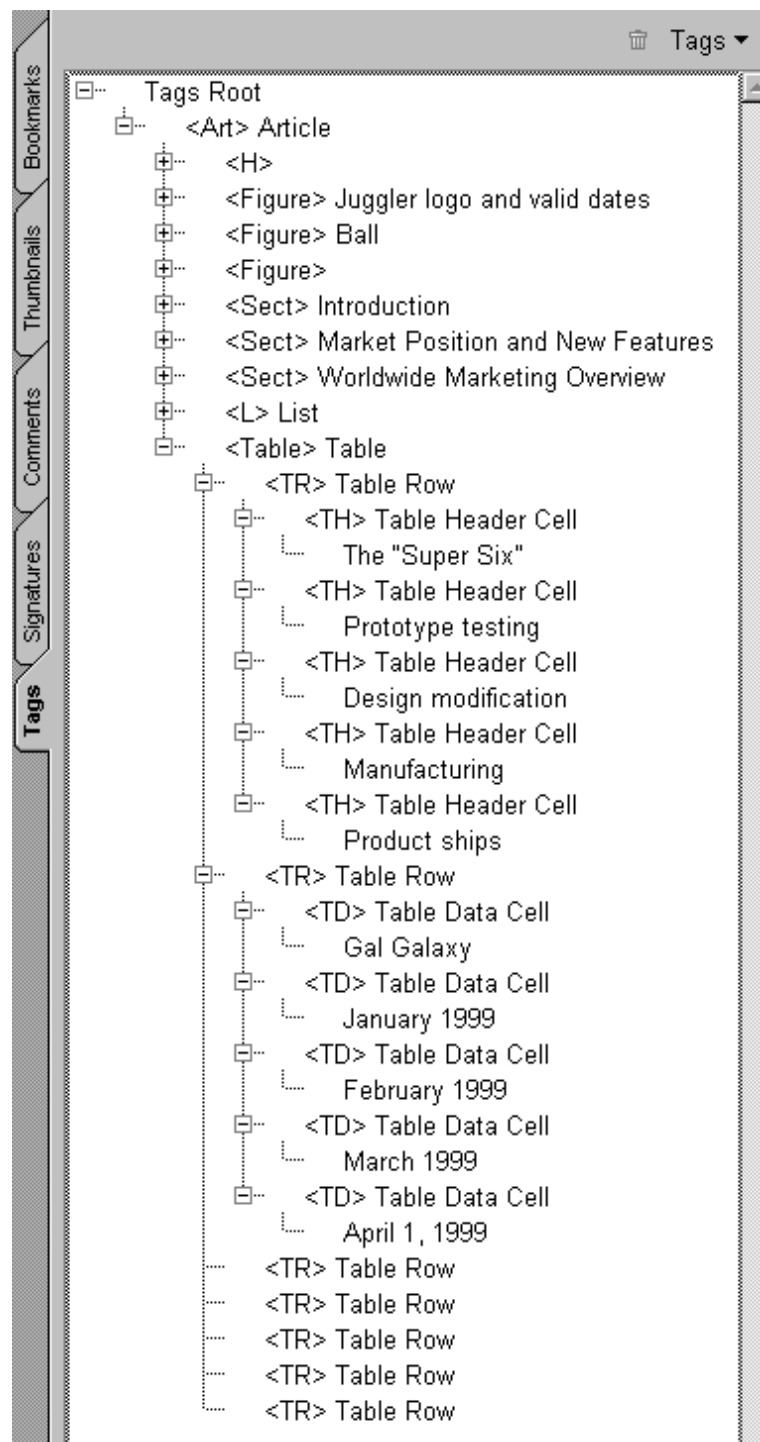 Tags
Bookmarks
Thumbnails
Comments
Signatures
Tags
Tags Root
<Art> Article
<H>
<Figure> Juggler logo and valid dates
<Figure> Ball
<Figure>
<Sect> Introduction
<Sect> Market Position and New Features
<Sect> Worldwide Marketing Overview
<L> List
<Table> Table
<TR> Table Row
<TH> Table Header Cell
The "Super Six"
<TH> Table Header Cell
Prototype testing
<TH> Table Header Cell
Design modification
<TH> Table Header Cell
Manufacturing
<TH> Table Header Cell
Product ships
<TR> Table Row
<TD> Table Data Cell
Gal Galaxy
<TD> Table Data Cell
January 1999
<TD> Table Data Cell
February 1999
<TD> Table Data Cell
March 1999
<TD> Table Data Cell
April 1, 1999
<TR> Table Row
<TR> Table Row
<TR> Table Row
<TR> Table Row
<TR> Table Row